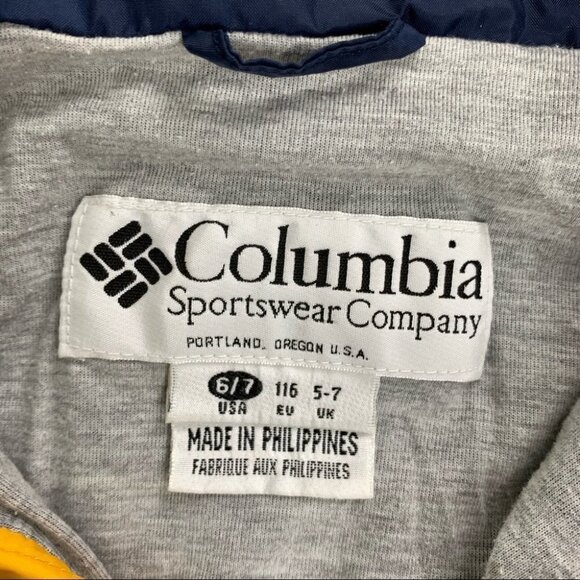 Columbia
Sportswear Company
PORTLAND, OREGON U.S.A.
6/7 116 5-7
USA EU UK
MADE IN PHILIPPINES
FABRIQUE AUX PHILIPPINES